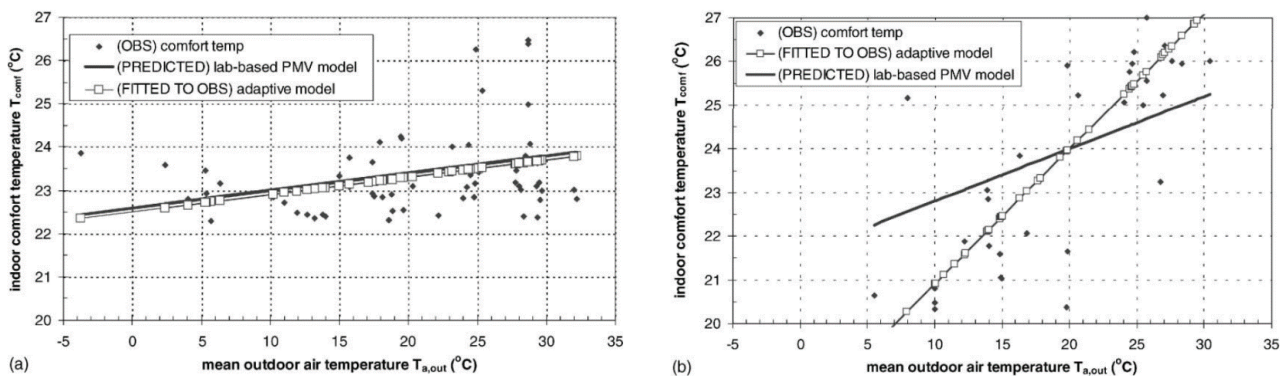 27
26
25
24
23
22
21
20
indoor comfort temperature Tcomf (°C)
(OBS) comfort temp
(PREDICTED) lab-based PMV model
(FITTED TO OBS) adaptive model
-5 0 5 10 15 20 25 30 35
mean outdoor air temperature Ta,out (°C)
(a)
27
26
25
24
23
22
21
20
indoor comfort temperature Tcomf (°C)
(OBS) comfort temp
(FITTED TO OBS) adaptive model
(PREDICTED) lab-based PMV model
-5 0 5 10 15 20 25 30 35
mean outdoor air temperature Ta,out (°C)
(b)